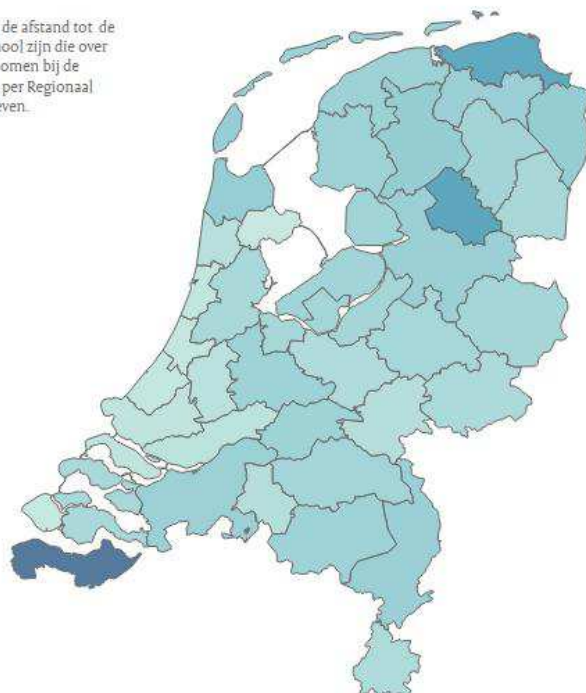 de afstand tot de
ool zijn die over
omen bij de
per Regionaal
even.